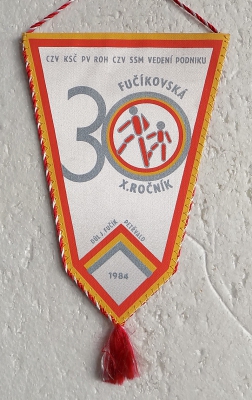 CZV KSČ PV ROH CZV SSM VEDENÍ PODNIKU
FUČÍKOVSKÁ
30
X.ROČNÍK
DŮL J. FUČÍK PETŘVALD
1984